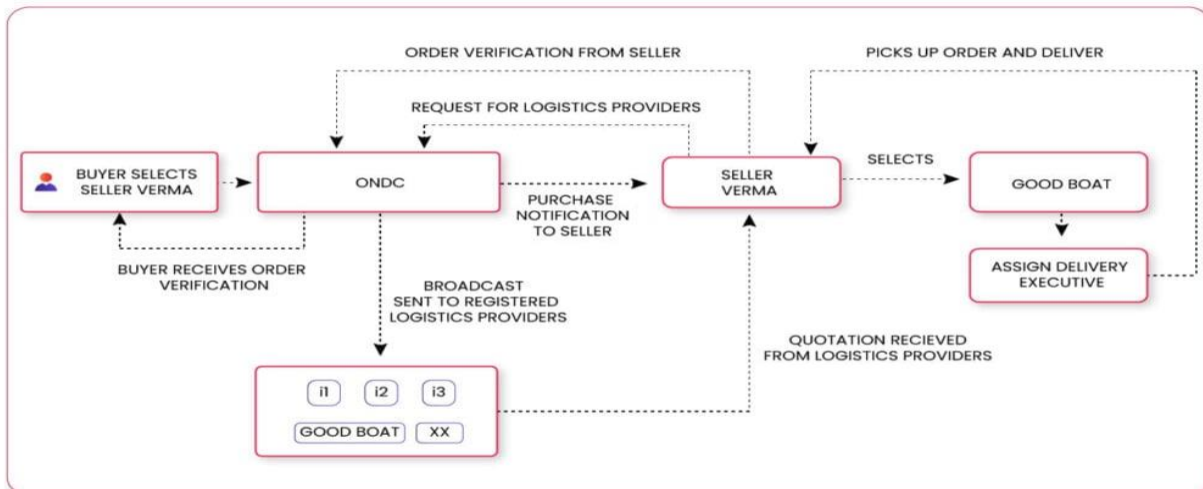 ORDER VERIFICATION FROM SELLER
PICKS UP ORDER AND DELIVER
REQUEST FOR LOGISTICS PROVIDERS
BUYER SELECTS
SELLER VERMA
ONDC
SELLER
VERMA
SELECTS
GOOD BOAT
PURCHASE
NOTIFICATION
TO SELLER
BUYER RECEIVES ORDER
VERIFICATION
ASSIGN DELIVERY
EXECUTIVE
BROADCAST
SENT TO REGISTERED
LOGISTICS PROVIDERS
QUOTATION RECIEVED
FROM LOGISTICS PROVIDERS
i1 i2 i3
GOOD BOAT XX